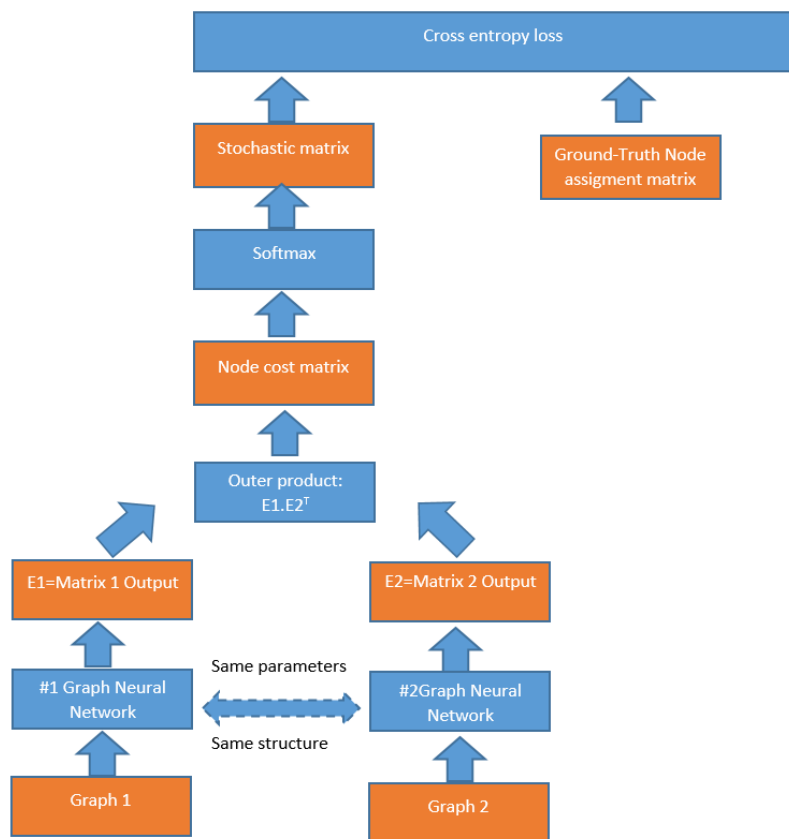 Cross entropy loss
Stochastic matrix
Ground-Truth Node
assigment matrix
Softmax
Node cost matrix
Outer product:
E1.E2ᵀ
E1=Matrix 1 Output
E2=Matrix 2 Output
Same parameters
#1 Graph Neural
Network
#2Graph Neural
Network
Same structure
Graph 1
Graph 2